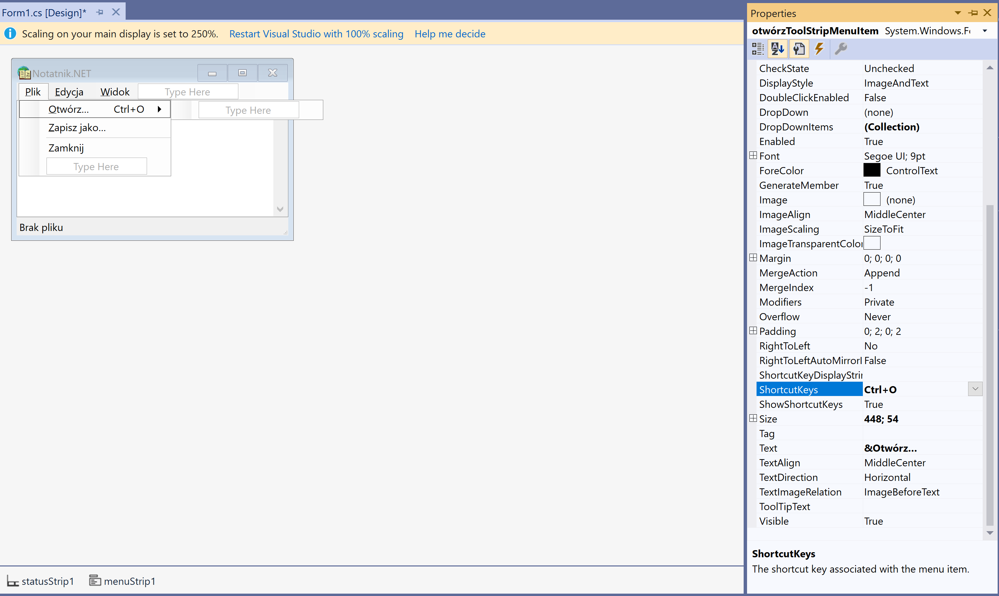 Form1.cs [Design]*
Scaling on your main display is set to 250%. Restart Visual Studio with 100% scaling Help me decide
Notatnik.NET
Plik Edycja Widok Type Here
Otwórz... Ctrl+O Type Here
Zapisz jako...
Zamknij
Type Here
Brak pliku
statusStrip1 menuStrip1
Properties
otwórzToolStripMenuItem System.Windows.Fo
CheckState Unchecked
DisplayStyle ImageAndText
DoubleClickEnabled False
DropDown (none)
DropDownItems (Collection)
Enabled True
Font Segoe UI; 9pt
ForeColor ControlText
GenerateMember True
Image (none)
ImageAlign MiddleCenter
ImageScaling SizeToFit
ImageTransparentColor
Margin 0; 0; 0; 0
MergeAction Append
MergeIndex -1
Modifiers Private
Overflow Never
Padding 0; 2; 0; 2
RightToLeft No
RightToLeftAutoMirrorI False
ShortcutKeyDisplayStrin
ShortcutKeys Ctrl+O
ShowShortcutKeys True
Size 448; 54
Tag
Text &Otwórz...
TextAlign MiddleCenter
TextDirection Horizontal
TextImageRelation ImageBeforeText
ToolTipText
Visible True
ShortcutKeys
The shortcut key associated with the menu item.